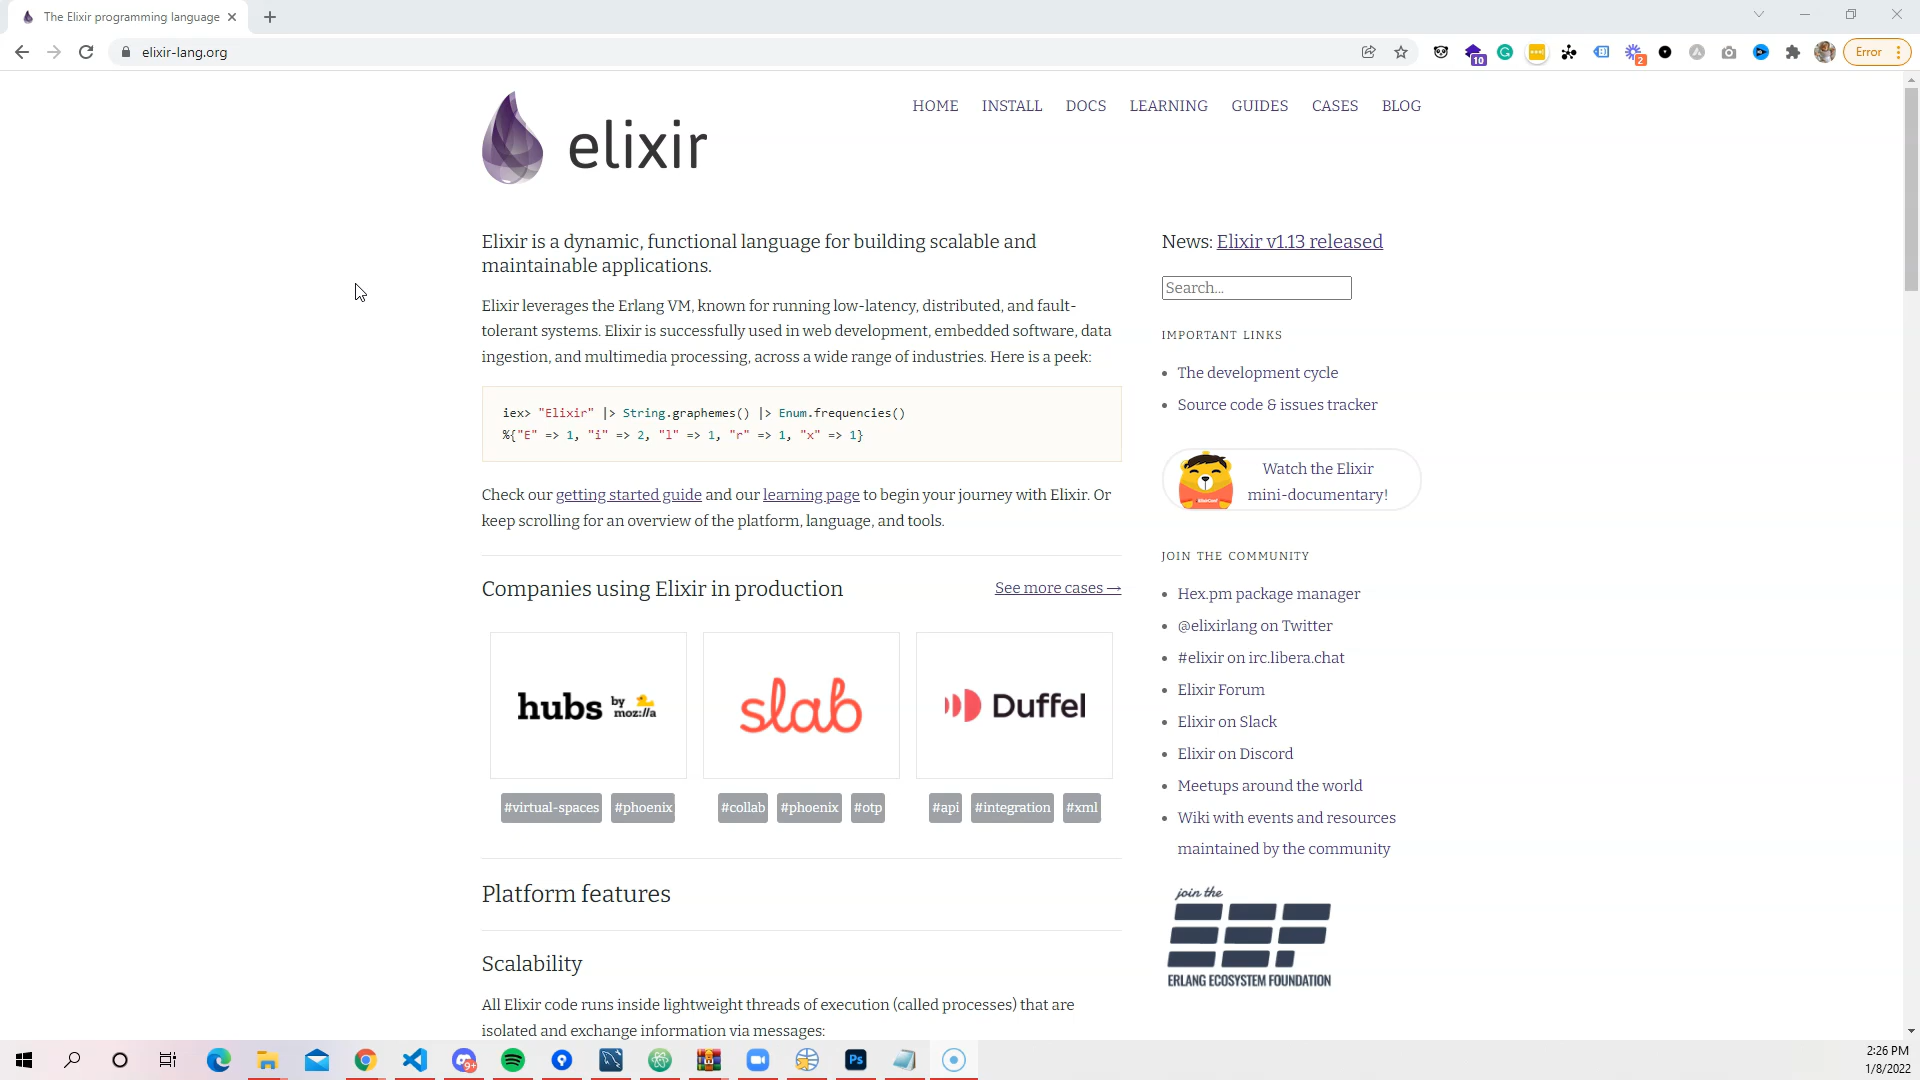 The Elixir programming language
elixir-lang.org
10
2
Error
elixir
HOME INSTALL DOCS LEARNING GUIDES CASES BLOG
Elixir is a dynamic, functional language for building scalable and
maintainable applications.
Elixir leverages the Erlang VM, known for running low-latency, distributed, and fault-
tolerant systems. Elixir is successfully used in web development, embedded software, data
ingestion, and multimedia processing, across a wide range of industries. Here is a peek:
iex> "Elixir" |> String.graphemes() |> Enum.frequencies()
%{"E" => 1, "i" => 2, "l" => 1, "r" => 1, "x" => 1}
Check our getting started guide and our learning page to begin your journey with Elixir. Or
keep scrolling for an overview of the platform, language, and tools.
Companies using Elixir in production
See more cases →
hubs by
moz://a
slab
Duffel
#virtual-spaces #phoenix
#collab #phoenix #otp
#api #integration #xml
Platform features
Scalability
All Elixir code runs inside lightweight threads of execution (called processes) that are
isolated and exchange information via messages:
News: Elixir v1.13 released
Search...
IMPORTANT LINKS
The development cycle
Source code & issues tracker
Watch the Elixir
mini-documentary!
JOIN THE COMMUNITY
Hex.pm package manager
@elixirlang on Twitter
#elixir on irc.libera.chat
Elixir Forum
Elixir on Slack
Elixir on Discord
Meetups around the world
Wiki with events and resources
maintained by the community
join the
EEF
ERLANG ECOSYSTEM FOUNDATION
9+
Ps
2:26 PM
1/8/2022